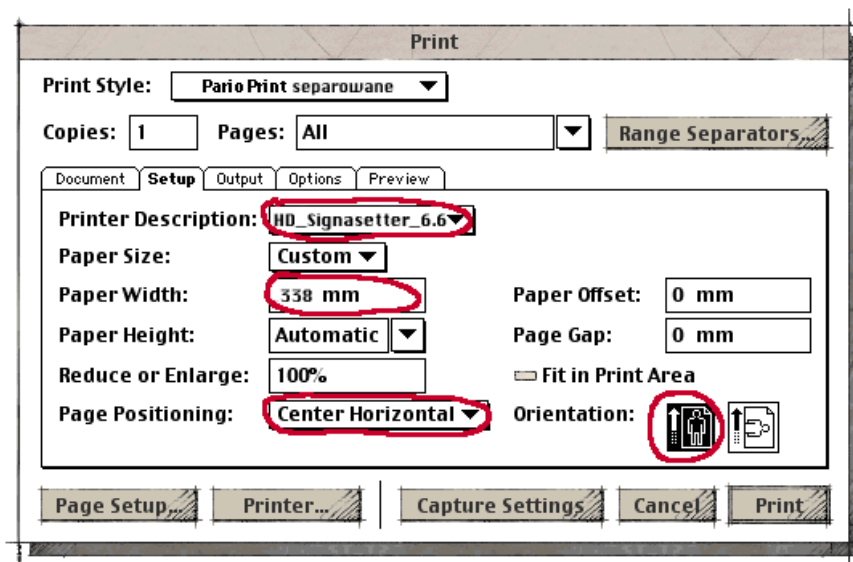 Print
Print Style: Pario Print separowane
Copies: 1 Pages: All Range Separators...
Document Setup Output Options Preview
Printer Description: HD_Signasetter_6.6
Paper Size: Custom
Paper Width: 338 mm Paper Offset: 0 mm
Paper Height: Automatic Page Gap: 0 mm
Reduce or Enlarge: 100% Fit in Print Area
Page Positioning: Center Horizontal Orientation:
Page Setup... Printer... Capture Settings Cancel Print